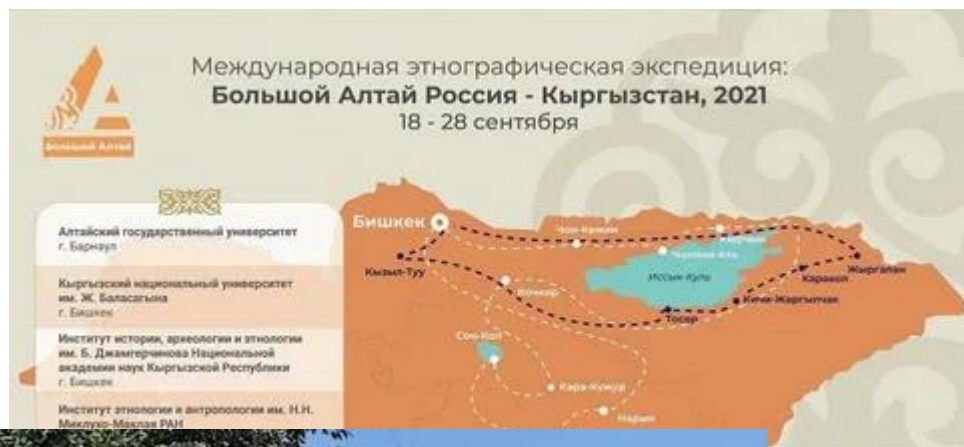 Международная этнографическая экспедиция:
Большой Алтай Россия - Кыргызстан, 2021
18 - 28 сентября
Большой Алтай
Алтайский государственный университет
г. Барнаул
Кыргызский национальный университет
им. Ж. Баласагына
г. Бишкек
Институт истории, археологии и этнологии
им. Б. Джамгерчинова Национальной
академии наук Кыргызской Республики
г. Бишкек
Институт этнологии и антропологии им. Н.Н.
Миклухо-Маклая РАН
Бишкек
Чон-Кемин
Чолпон-Ата
Кызыл-Туу
Иссык-Куль
Каракол
Жыргалан
Кочкор
Кичи-Жаргылчак
Тосор
Сон-Кол
Кара-Кужур
Нарын